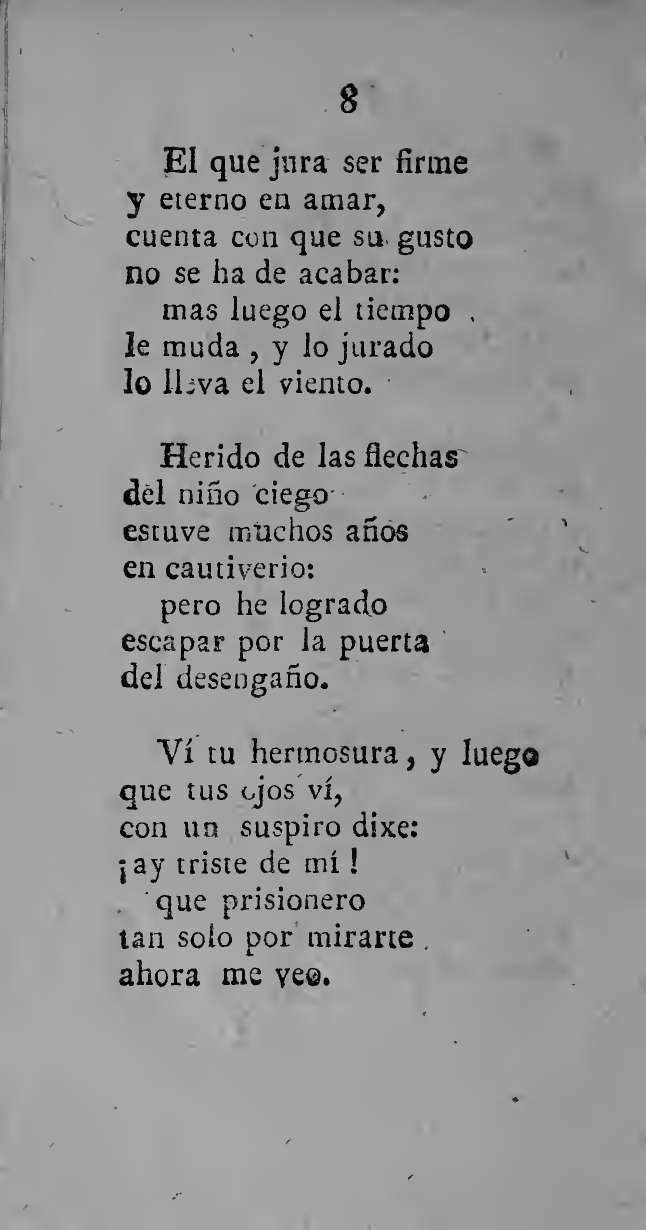 8
El que jura ser firme
y eterno en amar,
cuenta con que su gusto
no se ha de acabar:
mas luego el tiempo
le muda , y lo jurado
lo lleva el viento.
Herido de las flechas
del niño ciego
estuve muchos años
en cautiverio:
pero he logrado
escapar por la puerta
del desengaño.
Ví tu hermosura, y luego
que tus ojos ví,
con un suspiro dixe:
¡ay triste de mí!
que prisionero
tan solo por mirarte
ahora me veo.